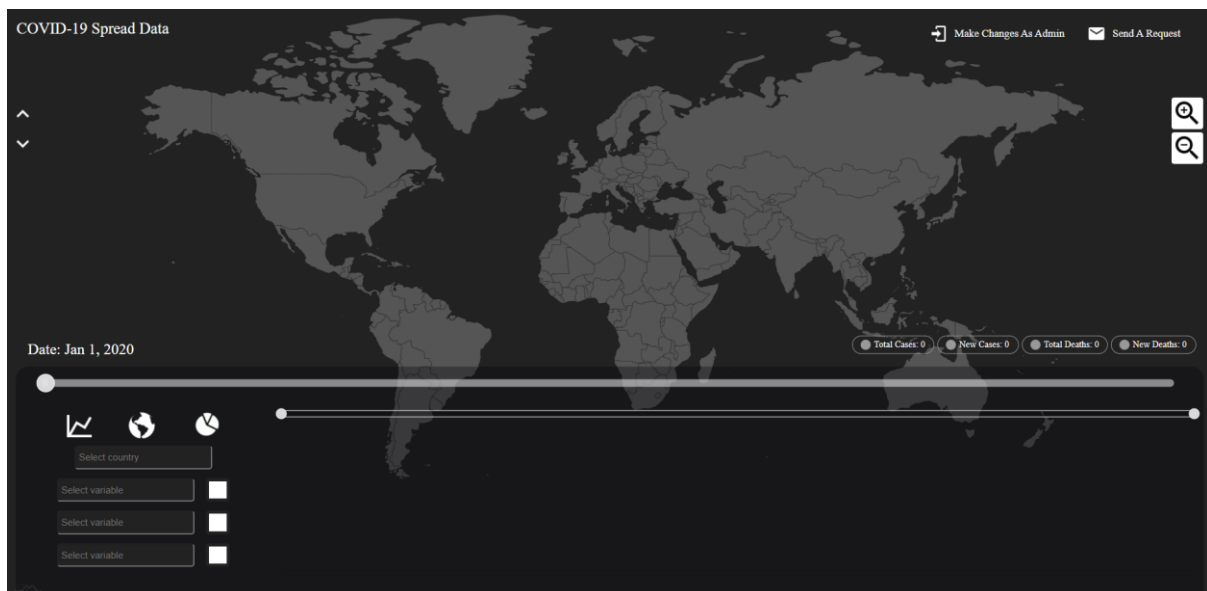 COVID-19 Spread Data
Make Changes As Admin
Send A Request
Date: Jan 1, 2020
Total Cases: 0
New Cases: 0
Total Deaths: 0
New Deaths: 0
Select country
Select variable
Select variable
Select variable